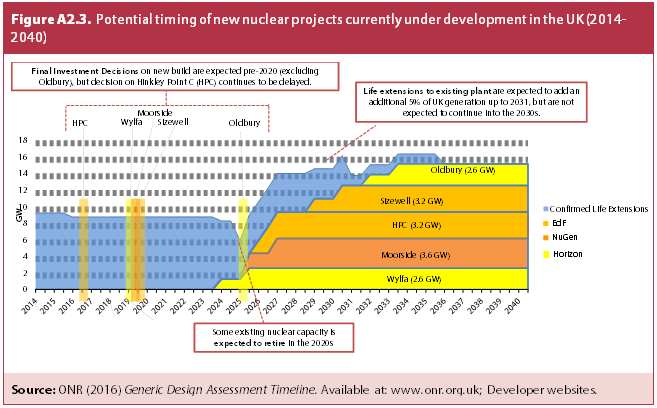 Figure A2.3. Potential timing of new nuclear projects currently under development in the UK (2014-
2040)
Final Investment Decisions on new build are expected pre-2020 (excluding
Oldbury), but decision on Hinkley Point C (HPC) continues to be delayed.
Life extensions to existing plant are expected to add an
additional 5% of UK generation up to 2031, but are not
expected to continue into the 2030s.
Moorside
HPC Wylfa Sizewell Oldbury
18
16
14
12
10
8
6
4
2
0
GW
Oldbury (2.6 GW)
Sizewell (3.2 GW)
HPC (3.2 GW)
Moorside (3.6 GW)
Wylfa (2.6 GW)
Confirmed Life Extensions
EdF
NuGen
Horizon
2014 2015 2016 2017 2018 2019 2020 2021 2022 2023 2024 2025 2026 2027 2028 2029 2030 2031 2032 2033 2034 2035 2036 2037 2038 2039 2040
Some existing nuclear capacity is
expected to retire in the 2020s
Source: ONR (2016) Generic Design Assessment Timeline. Available at: www.onr.org.uk; Developer websites.